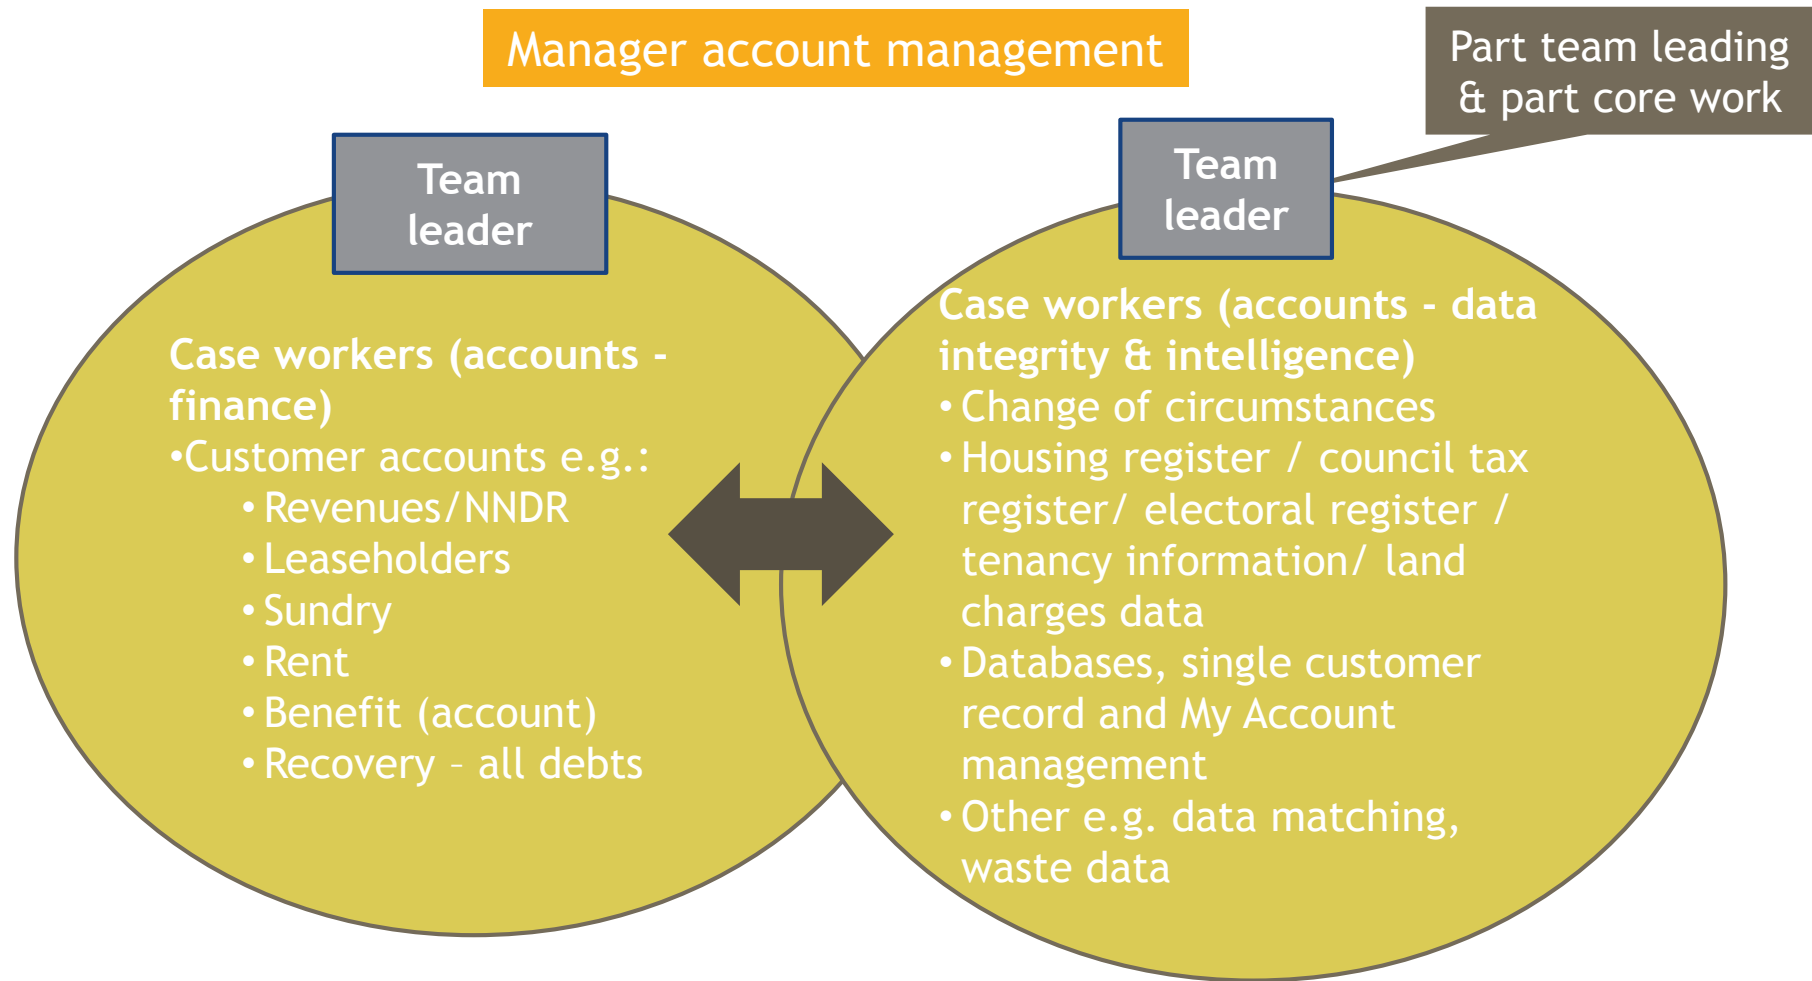 Manager account management
Part team leading
& part core work
Team
leader
Team
leader
Case workers (accounts -
finance)
•Customer accounts e.g.:
• Revenues/NNDR
• Leaseholders
• Sundry
• Rent
• Benefit (account)
• Recovery – all debts
Case workers (accounts - data
integrity & intelligence)
• Change of circumstances
• Housing register / council tax
register/ electoral register /
tenancy information/ land
charges data
• Databases, single customer
record and My Account
management
• Other e.g. data matching,
waste data